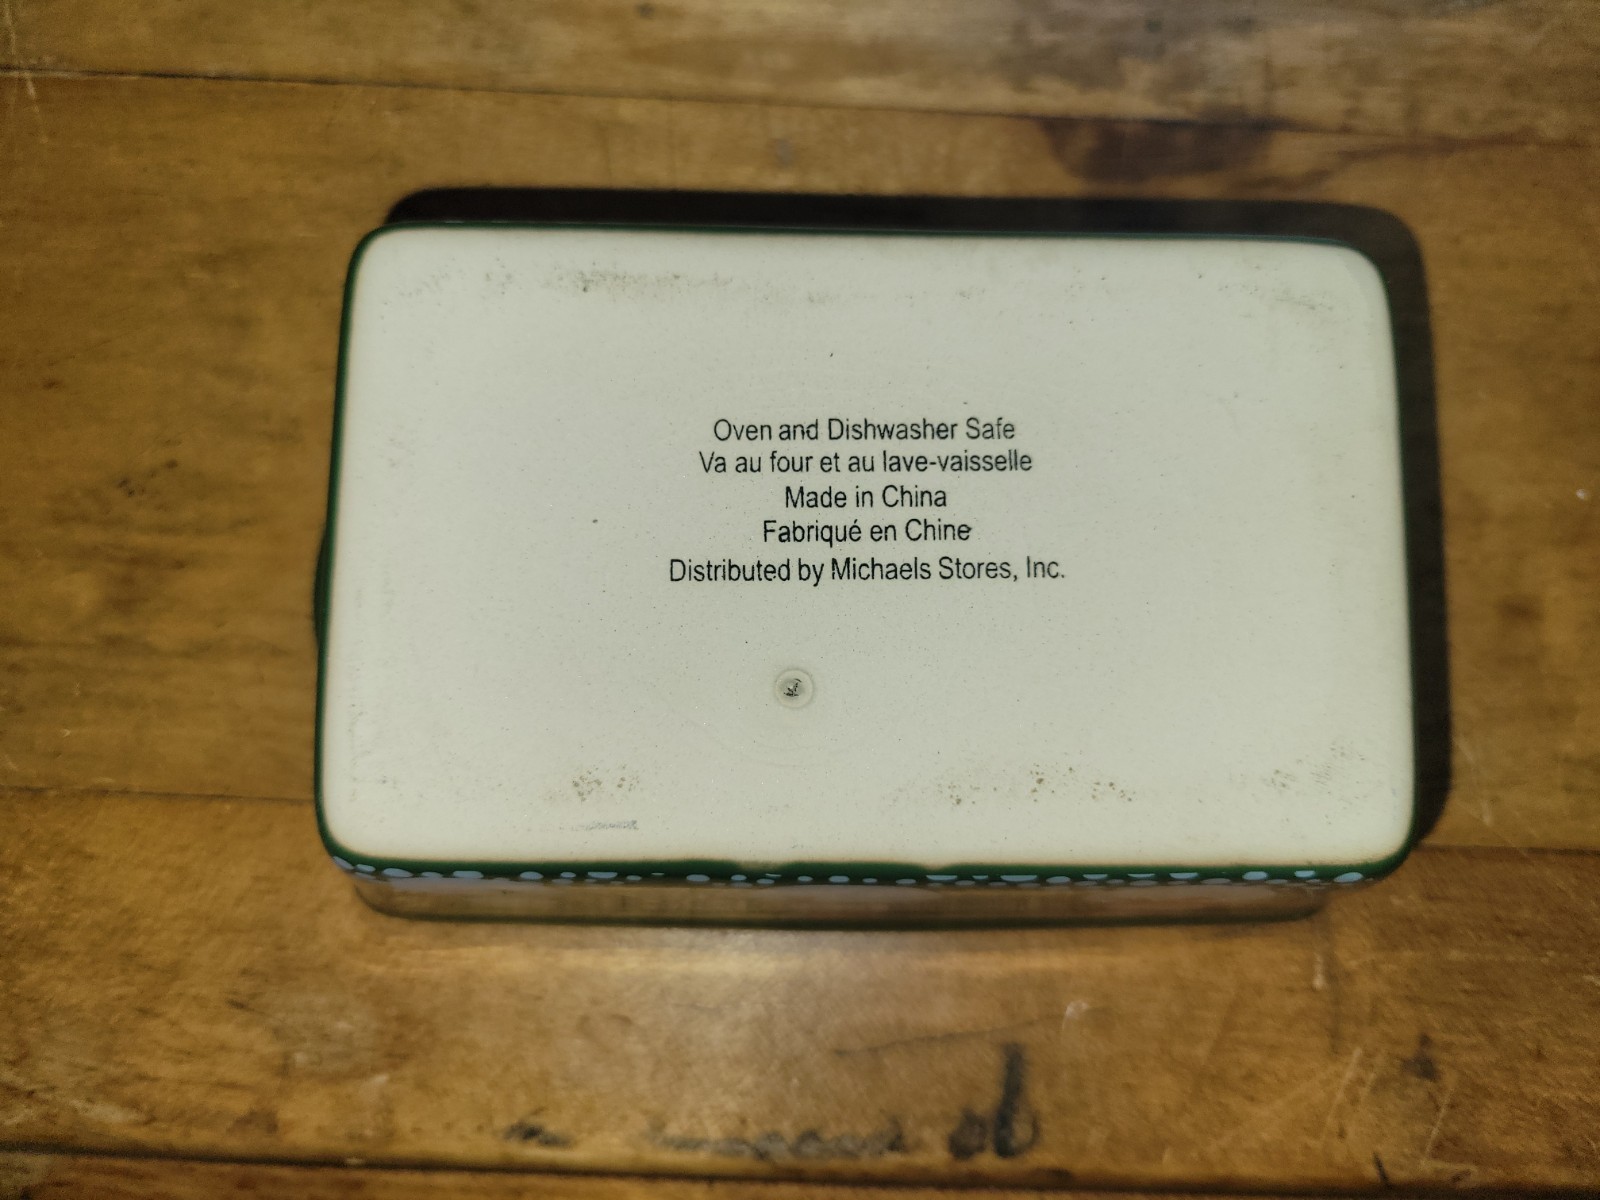 Oven and Dishwasher Safe
Va au four et au lave-vaisselle
Made in China
Fabriqué en Chine
Distributed by Michaels Stores, Inc.